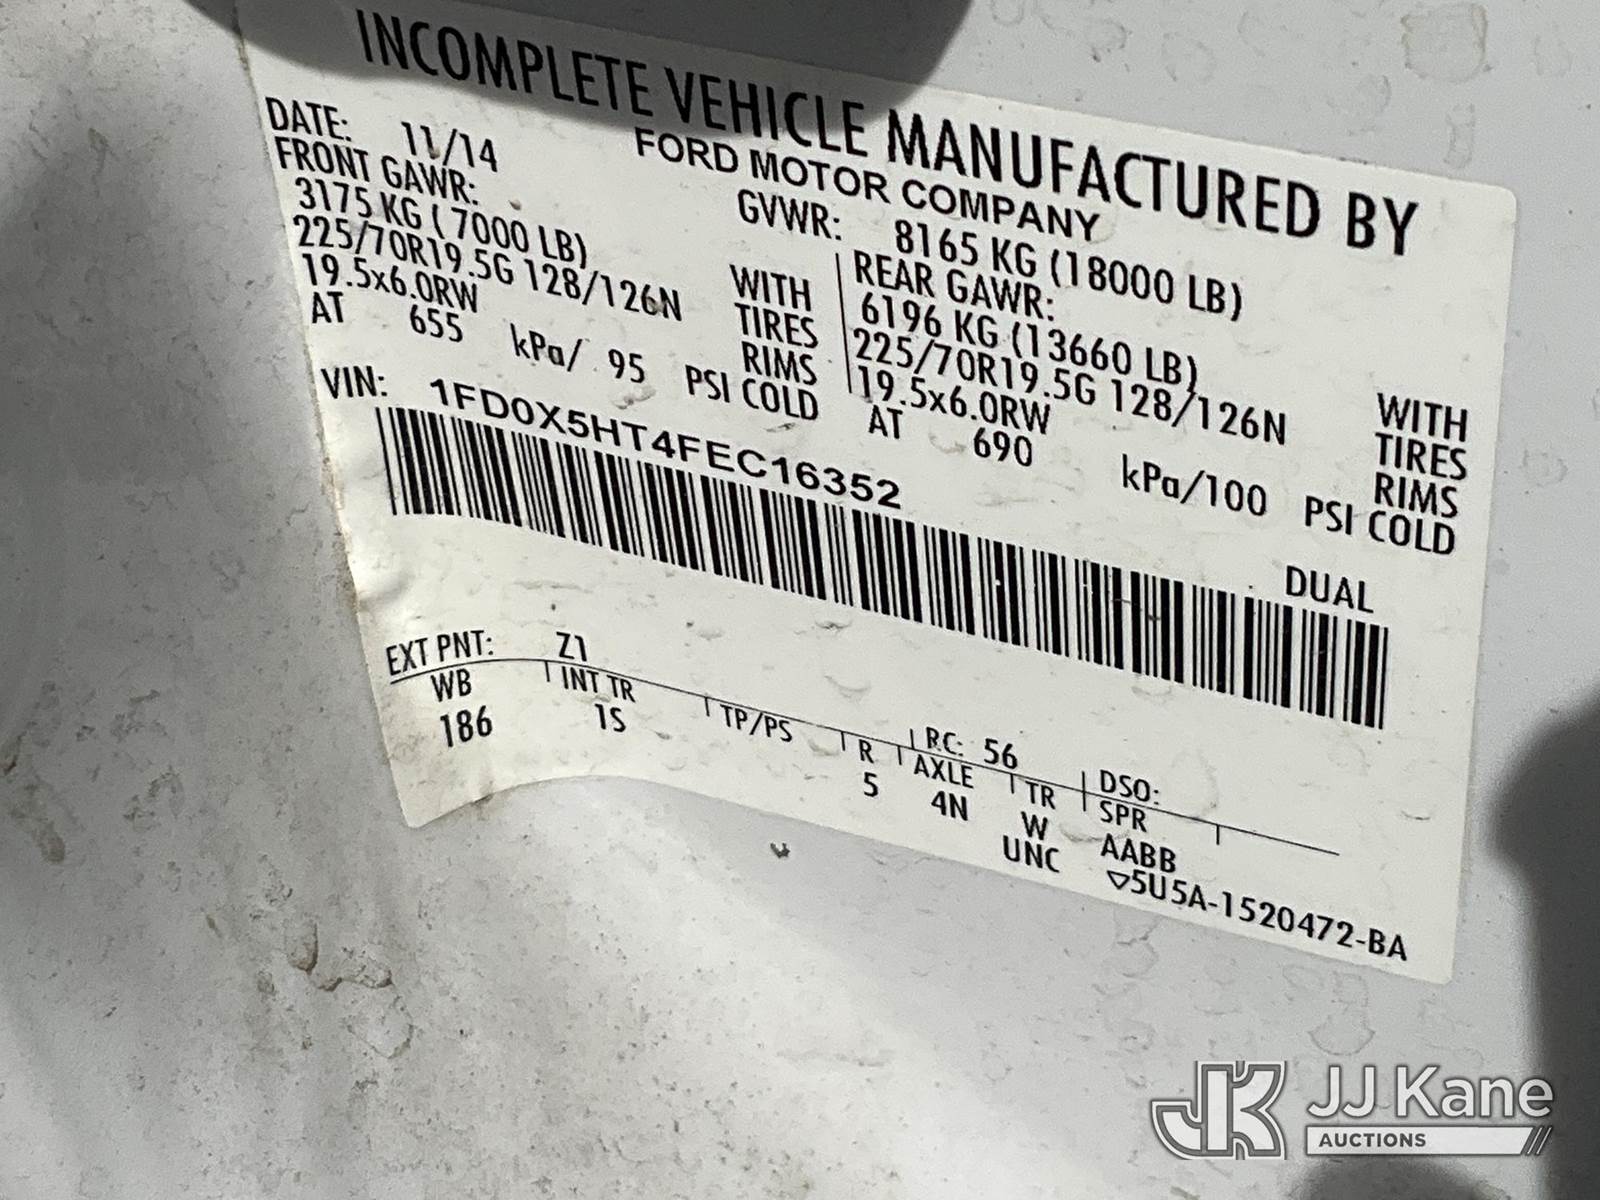 INCOMPLETE VEHICLE MANUFACTURED BY
FORD MOTOR COMPANY
DATE: 11/14
GVWR: 8165 KG (18000 LB)
FRONT GAWR:
3175 KG ( 7000 LB) WITH
225/70R19.5G 128/126N TIRES
19.5x6.0RW RIMS
AT 655 kPa/ 95 PSI COLD
REAR GAWR:
6196 KG (13660 LB) WITH
225/70R19.5G 128/126N TIRES
19.5x6.0RW RIMS
AT 690 kPa/100 PSI COLD
VIN: 1FD0X5HT4FEC16352
DUAL
EXT PNT: Z1 RC: 56 DSO:
WB INT TR TP/PS R AXLE TR SPR
186 1S 5 4N W AABB
UNC ▽5U5A-1520472-BA
JK JJ Kane
AUCTIONS